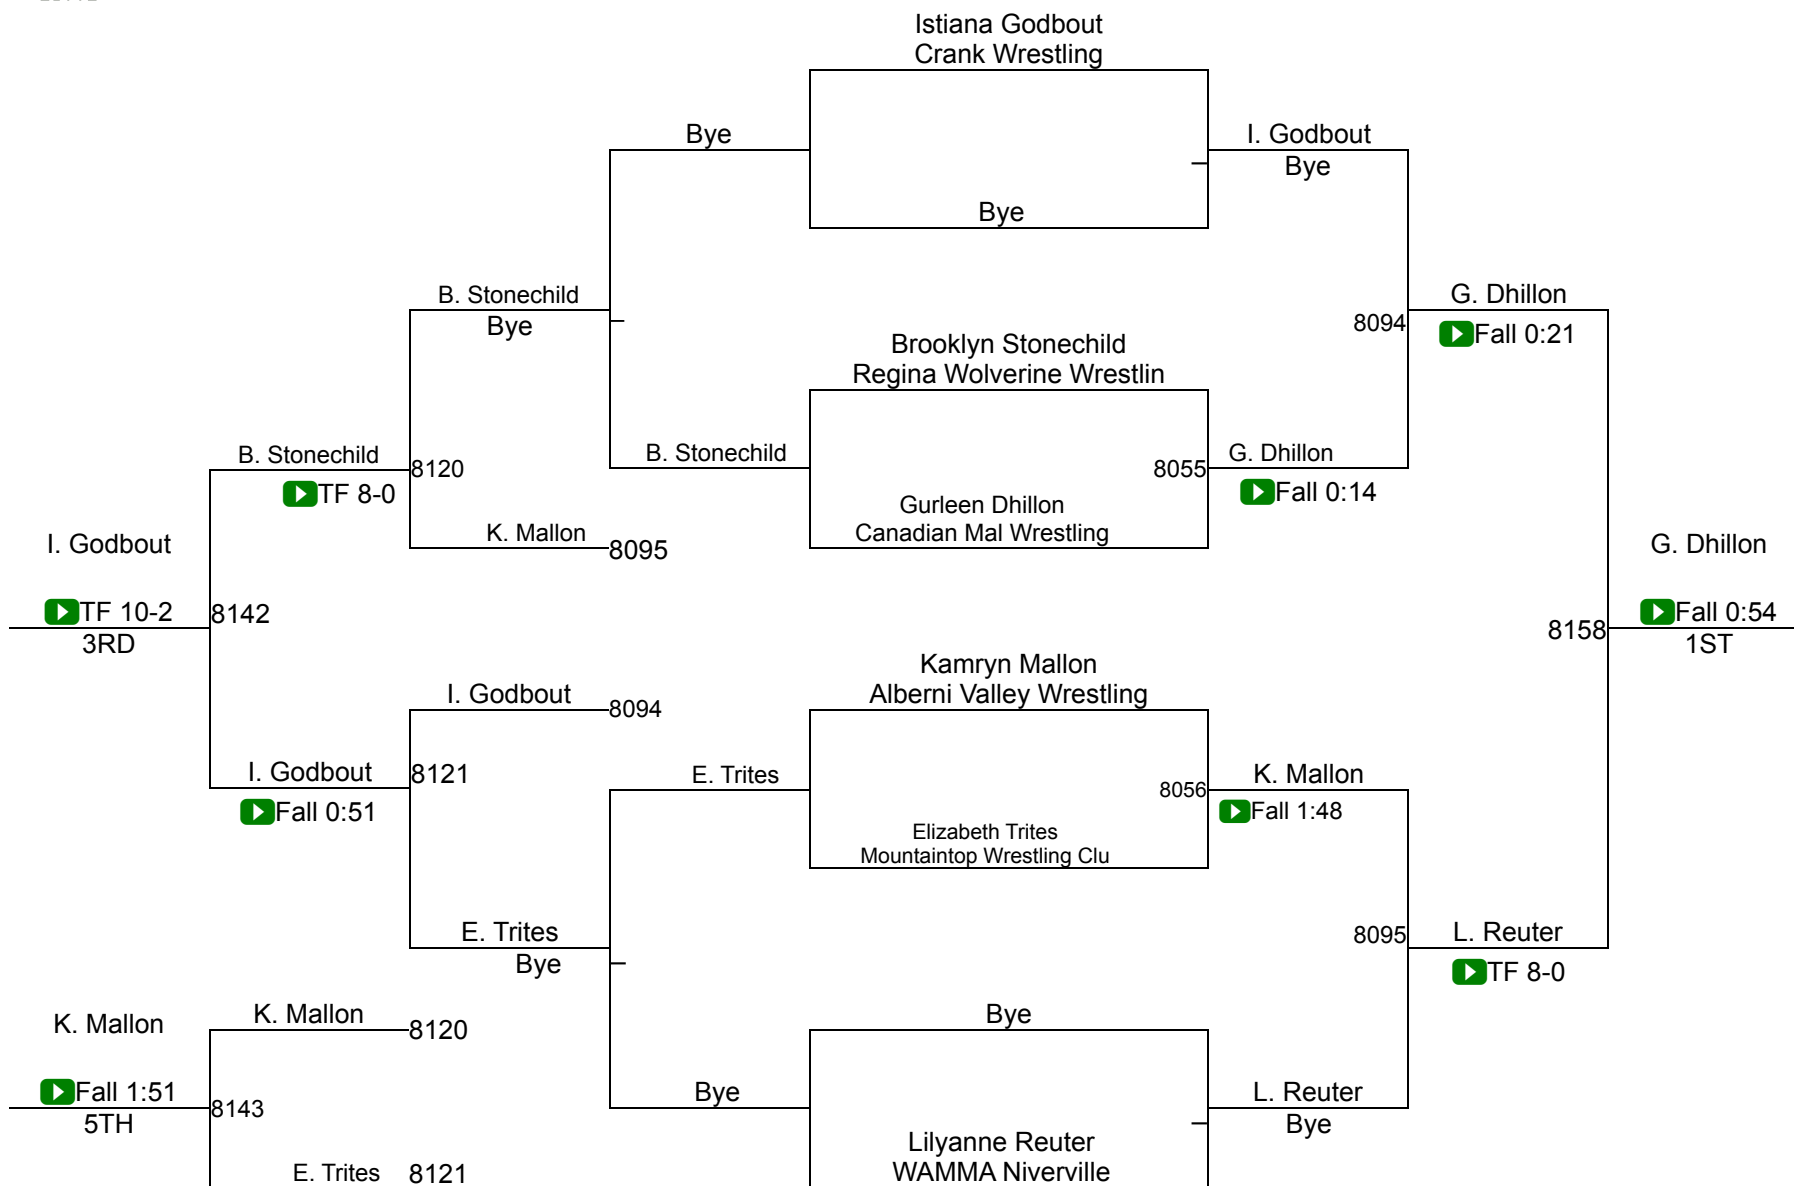 Istiana Godbout
Crank Wrestling
Bye
I. Godbout
Bye
Bye
B. Stonechild
Bye
8094
G. Dhillon
Fall 0:21
Brooklyn Stonechild
Regina Wolverine Wrestlin
B. Stonechild
TF 8-0
8120
B. Stonechild
8055
G. Dhillon
Fall 0:14
Gurleen Dhillon
Canadian Mal Wrestling
K. Mallon
8095
I. Godbout
TF 10-2
3RD
8142
G. Dhillon
Fall 0:54
1ST
8158
Kamryn Mallon
Alberni Valley Wrestling
I. Godbout
8094
I. Godbout
Fall 0:51
8121
E. Trites
8056
K. Mallon
Fall 1:48
Elizabeth Trites
Mountaintop Wrestling Clu
E. Trites
Bye
8095
L. Reuter
TF 8-0
K. Mallon
Fall 1:51
5TH
K. Mallon
8120
8143
Bye
Bye
L. Reuter
Bye
Lilyanne Reuter
WAMMA Niverville
E. Trites
8121